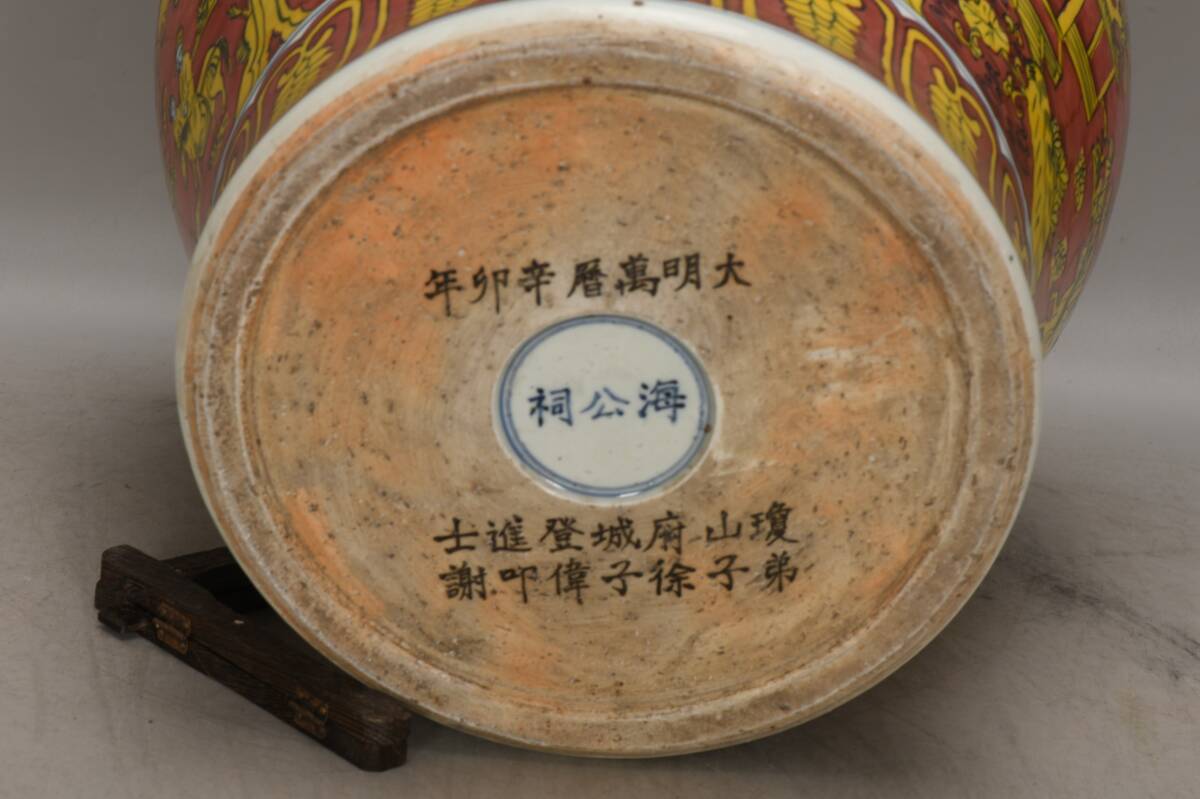 大明萬曆辛卯年
海公祠
瓊山府城登進士
弟子徐子偉叩謝